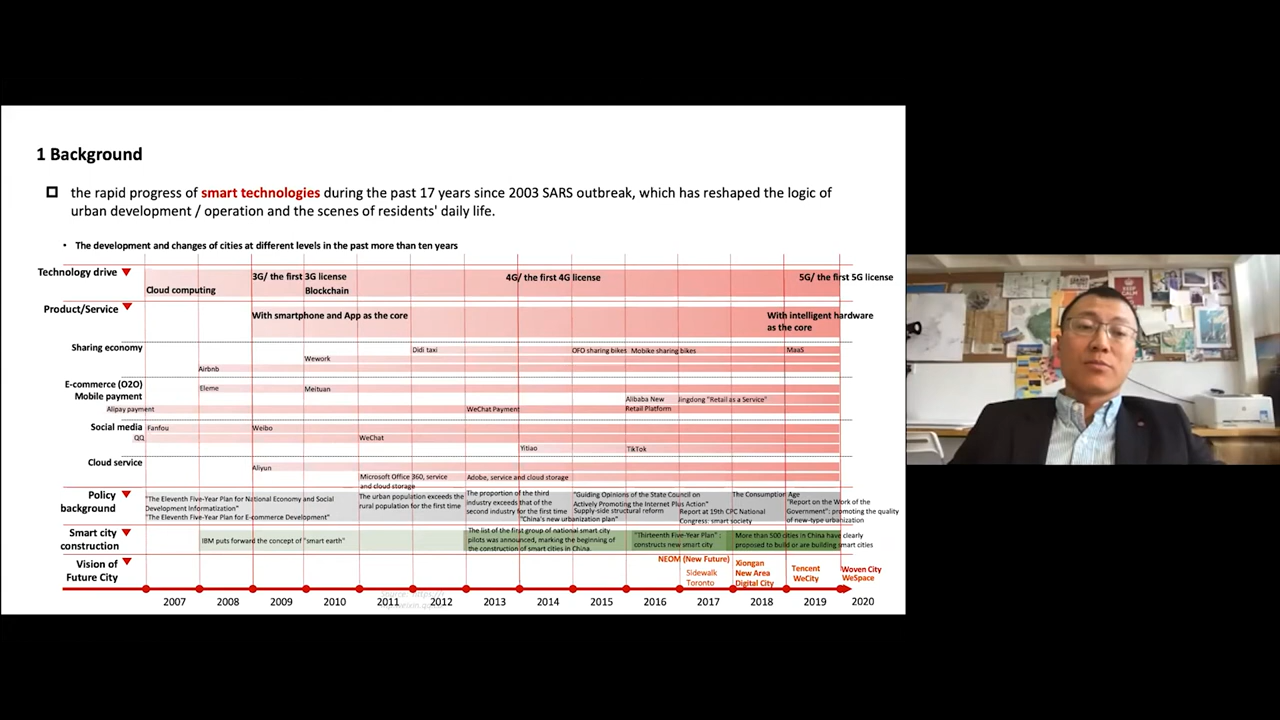 1 Background
the rapid progress of smart technologies during the past 17 years since 2003 SARS outbreak, which has reshaped the logic of
urban development / operation and the scenes of residents' daily life.
• The development and changes of cities at different levels in the past more than ten years
Technology drive
3G/ the first 3G license
4G/ the first 4G license
5G/ the first 5G license
Cloud computing
Blockchain
Product/Service
With smartphone and App as the core
With intelligent hardware
as the core
Sharing economy
Didi taxi
OFO sharing bikes
Mobike sharing bikes
MaaS
Wework
Airbnb
E-commerce (O2O)
Mobile payment
Eleme
Meituan
Alibaba New
Retail Platform
Jingdong "Retail as a Service"
Alipay payment
WeChat Payment
Social media
Fanfou
Weibo
QQ
WeChat
Yitiao
TikTok
Cloud service
Aliyun
Microsoft Office 360, service
and cloud storage
Adobe, service and cloud storage
Policy
background
"The Eleventh Five-Year Plan for National Economy and Social
Development Informatization"
"The Eleventh Five-Year Plan for E-commerce Development"
The urban population exceeds the
rural population for the first time
The proportion of the third
industry exceeds that of the
second industry for the first time
"China's new urbanization plan"
"Guiding Opinions of the State Council on
Actively Promoting the Internet Plus Action"
Supply-side structural reform
Report at 19th CPC National
Congress: smart society
The Consumption Age
"Report on the Work of the
Government": promoting the quality
of new-type urbanization
Smart city
construction
IBM puts forward the concept of "smart earth"
The list of the first group of national smart city
pilots was announced, marking the beginning of
the construction of smart cities in China.
"Thirteenth Five-Year Plan" :
constructs new smart city
More than 500 cities in China have clearly
proposed to build or are building smart cities
Vision of
Future City
NEOM (New Future)
Sidewalk
Toronto
Xiongan
New Area
Digital City
Tencent
WeCity
Woven City
WeSpace
2007 2008 2009 2010 2011 2012 2013 2014 2015 2016 2017 2018 2019 2020
KEEP
CALM